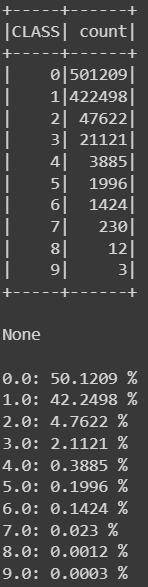 +-----+------+
|CLASS| count|
+-----+------+
|    0|501209|
|    1|422498|
|    2| 47622|
|    3| 21121|
|    4|  3885|
|    5|  1996|
|    6|  1424|
|    7|   230|
|    8|    12|
|    9|     3|
+-----+------+
None
0.0: 50.1209 %
1.0: 42.2498 %
2.0: 4.7622 %
3.0: 2.1121 %
4.0: 0.3885 %
5.0: 0.1996 %
6.0: 0.1424 %
7.0: 0.023 %
8.0: 0.0012 %
9.0: 0.0003 %